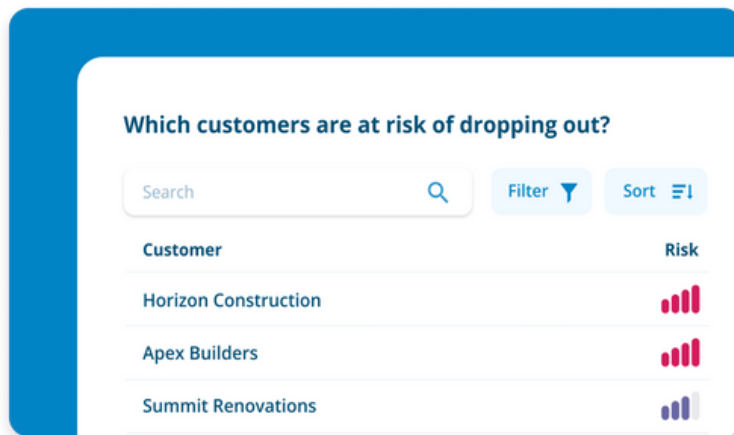 Which customers are at risk of dropping out?
Search
Filter
Sort
Customer Risk
Horizon Construction
Apex Builders
Summit Renovations